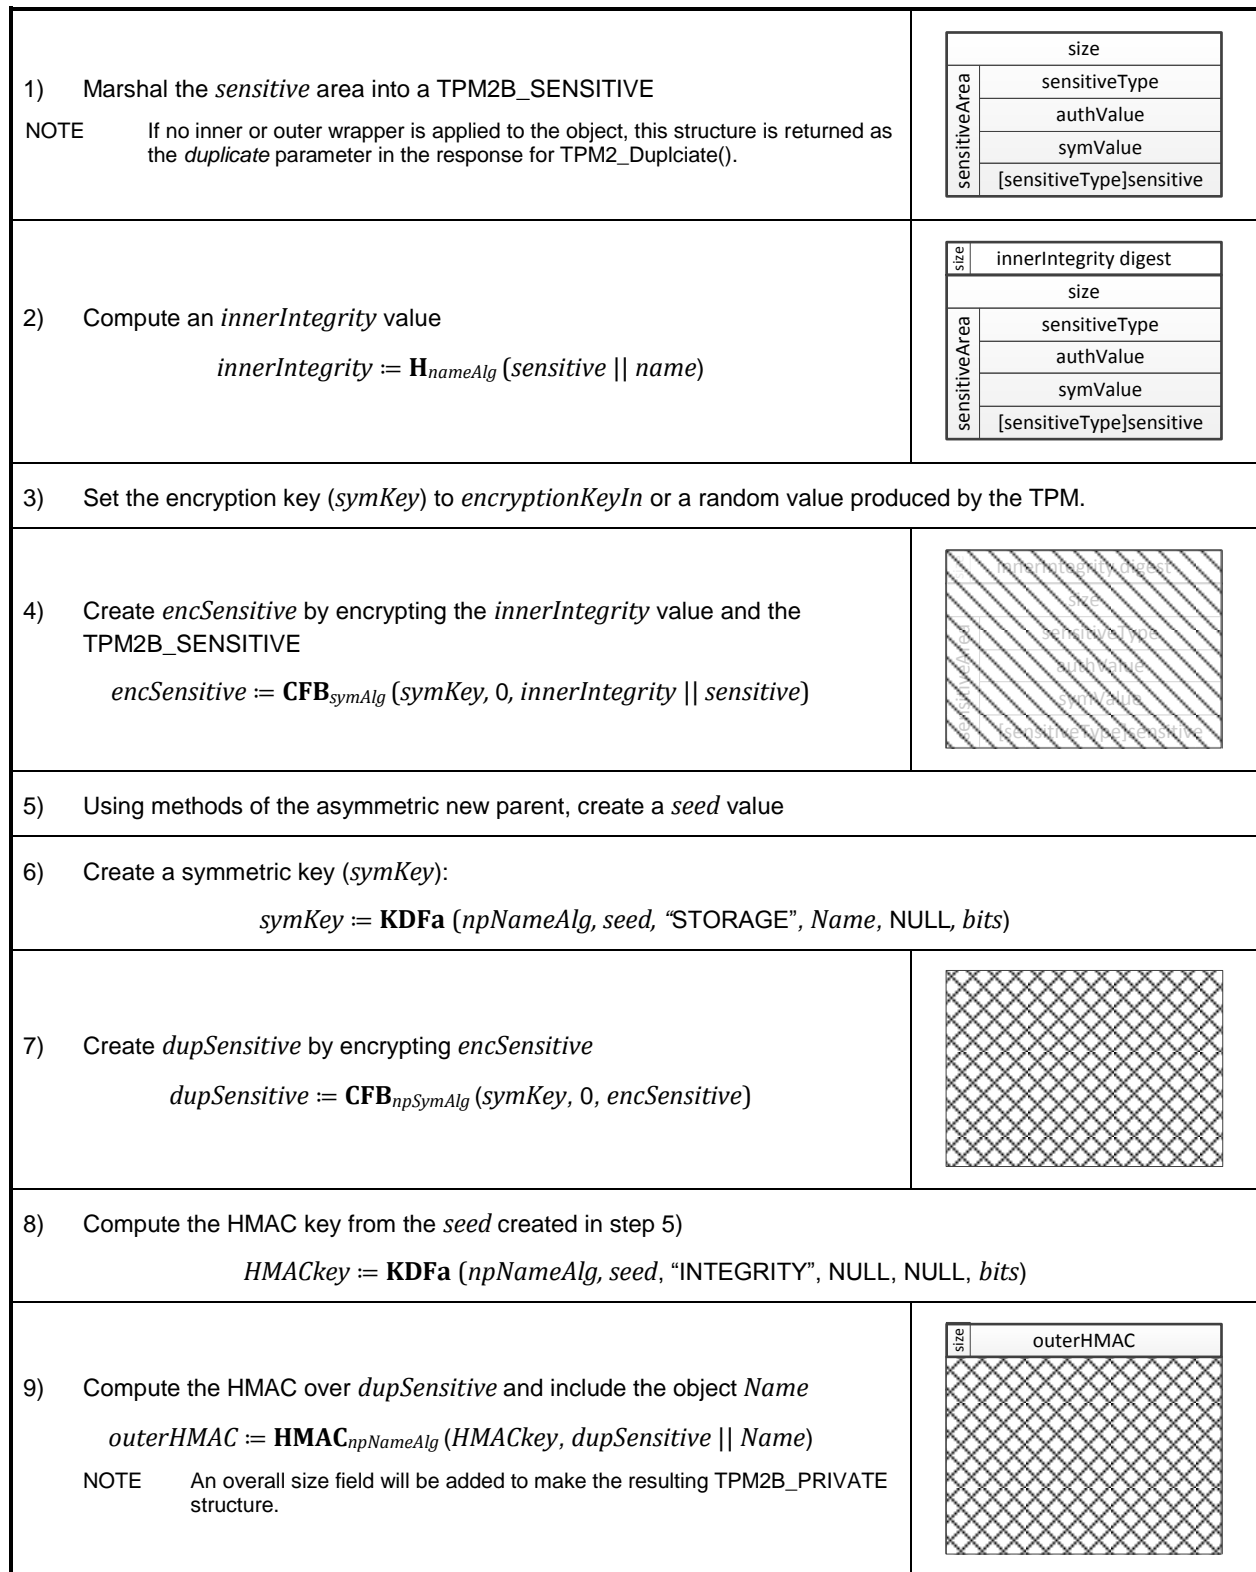 1) Marshal the sensitive area into a TPM2B_SENSITIVE
NOTE If no inner or outer wrapper is applied to the object, this structure is returned as
the duplicate parameter in the response for TPM2_Duplciate().
size
sensitiveArea
sensitiveType
authValue
symValue
[sensitiveType]sensitive
2) Compute an innerIntegrity value
innerIntegrity ≔ H_nameAlg (sensitive || name)
size
innerIntegrity digest
size
sensitiveArea
sensitiveType
authValue
symValue
[sensitiveType]sensitive
3) Set the encryption key (symKey) to encryptionKeyIn or a random value produced by the TPM.
4) Create encSensitive by encrypting the innerIntegrity value and the
TPM2B_SENSITIVE
encSensitive ≔ CFB_symAlg (symKey, 0, innerIntegrity || sensitive)
innerIntegrity digest
size
sensitiveArea
sensitiveType
authValue
symValue
[sensitiveType]sensitive
5) Using methods of the asymmetric new parent, create a seed value
6) Create a symmetric key (symKey):
symKey ≔ KDFa (npNameAlg, seed, “STORAGE”, Name, NULL, bits)
7) Create dupSensitive by encrypting encSensitive
dupSensitive ≔ CFB_npSymAlg (symKey, 0, encSensitive)
8) Compute the HMAC key from the seed created in step 5)
HMACkey ≔ KDFa (npNameAlg, seed, “INTEGRITY”, NULL, NULL, bits)
9) Compute the HMAC over dupSensitive and include the object Name
outerHMAC ≔ HMAC_npNameAlg (HMACkey, dupSensitive || Name)
NOTE An overall size field will be added to make the resulting TPM2B_PRIVATE
structure.
size
outerHMAC